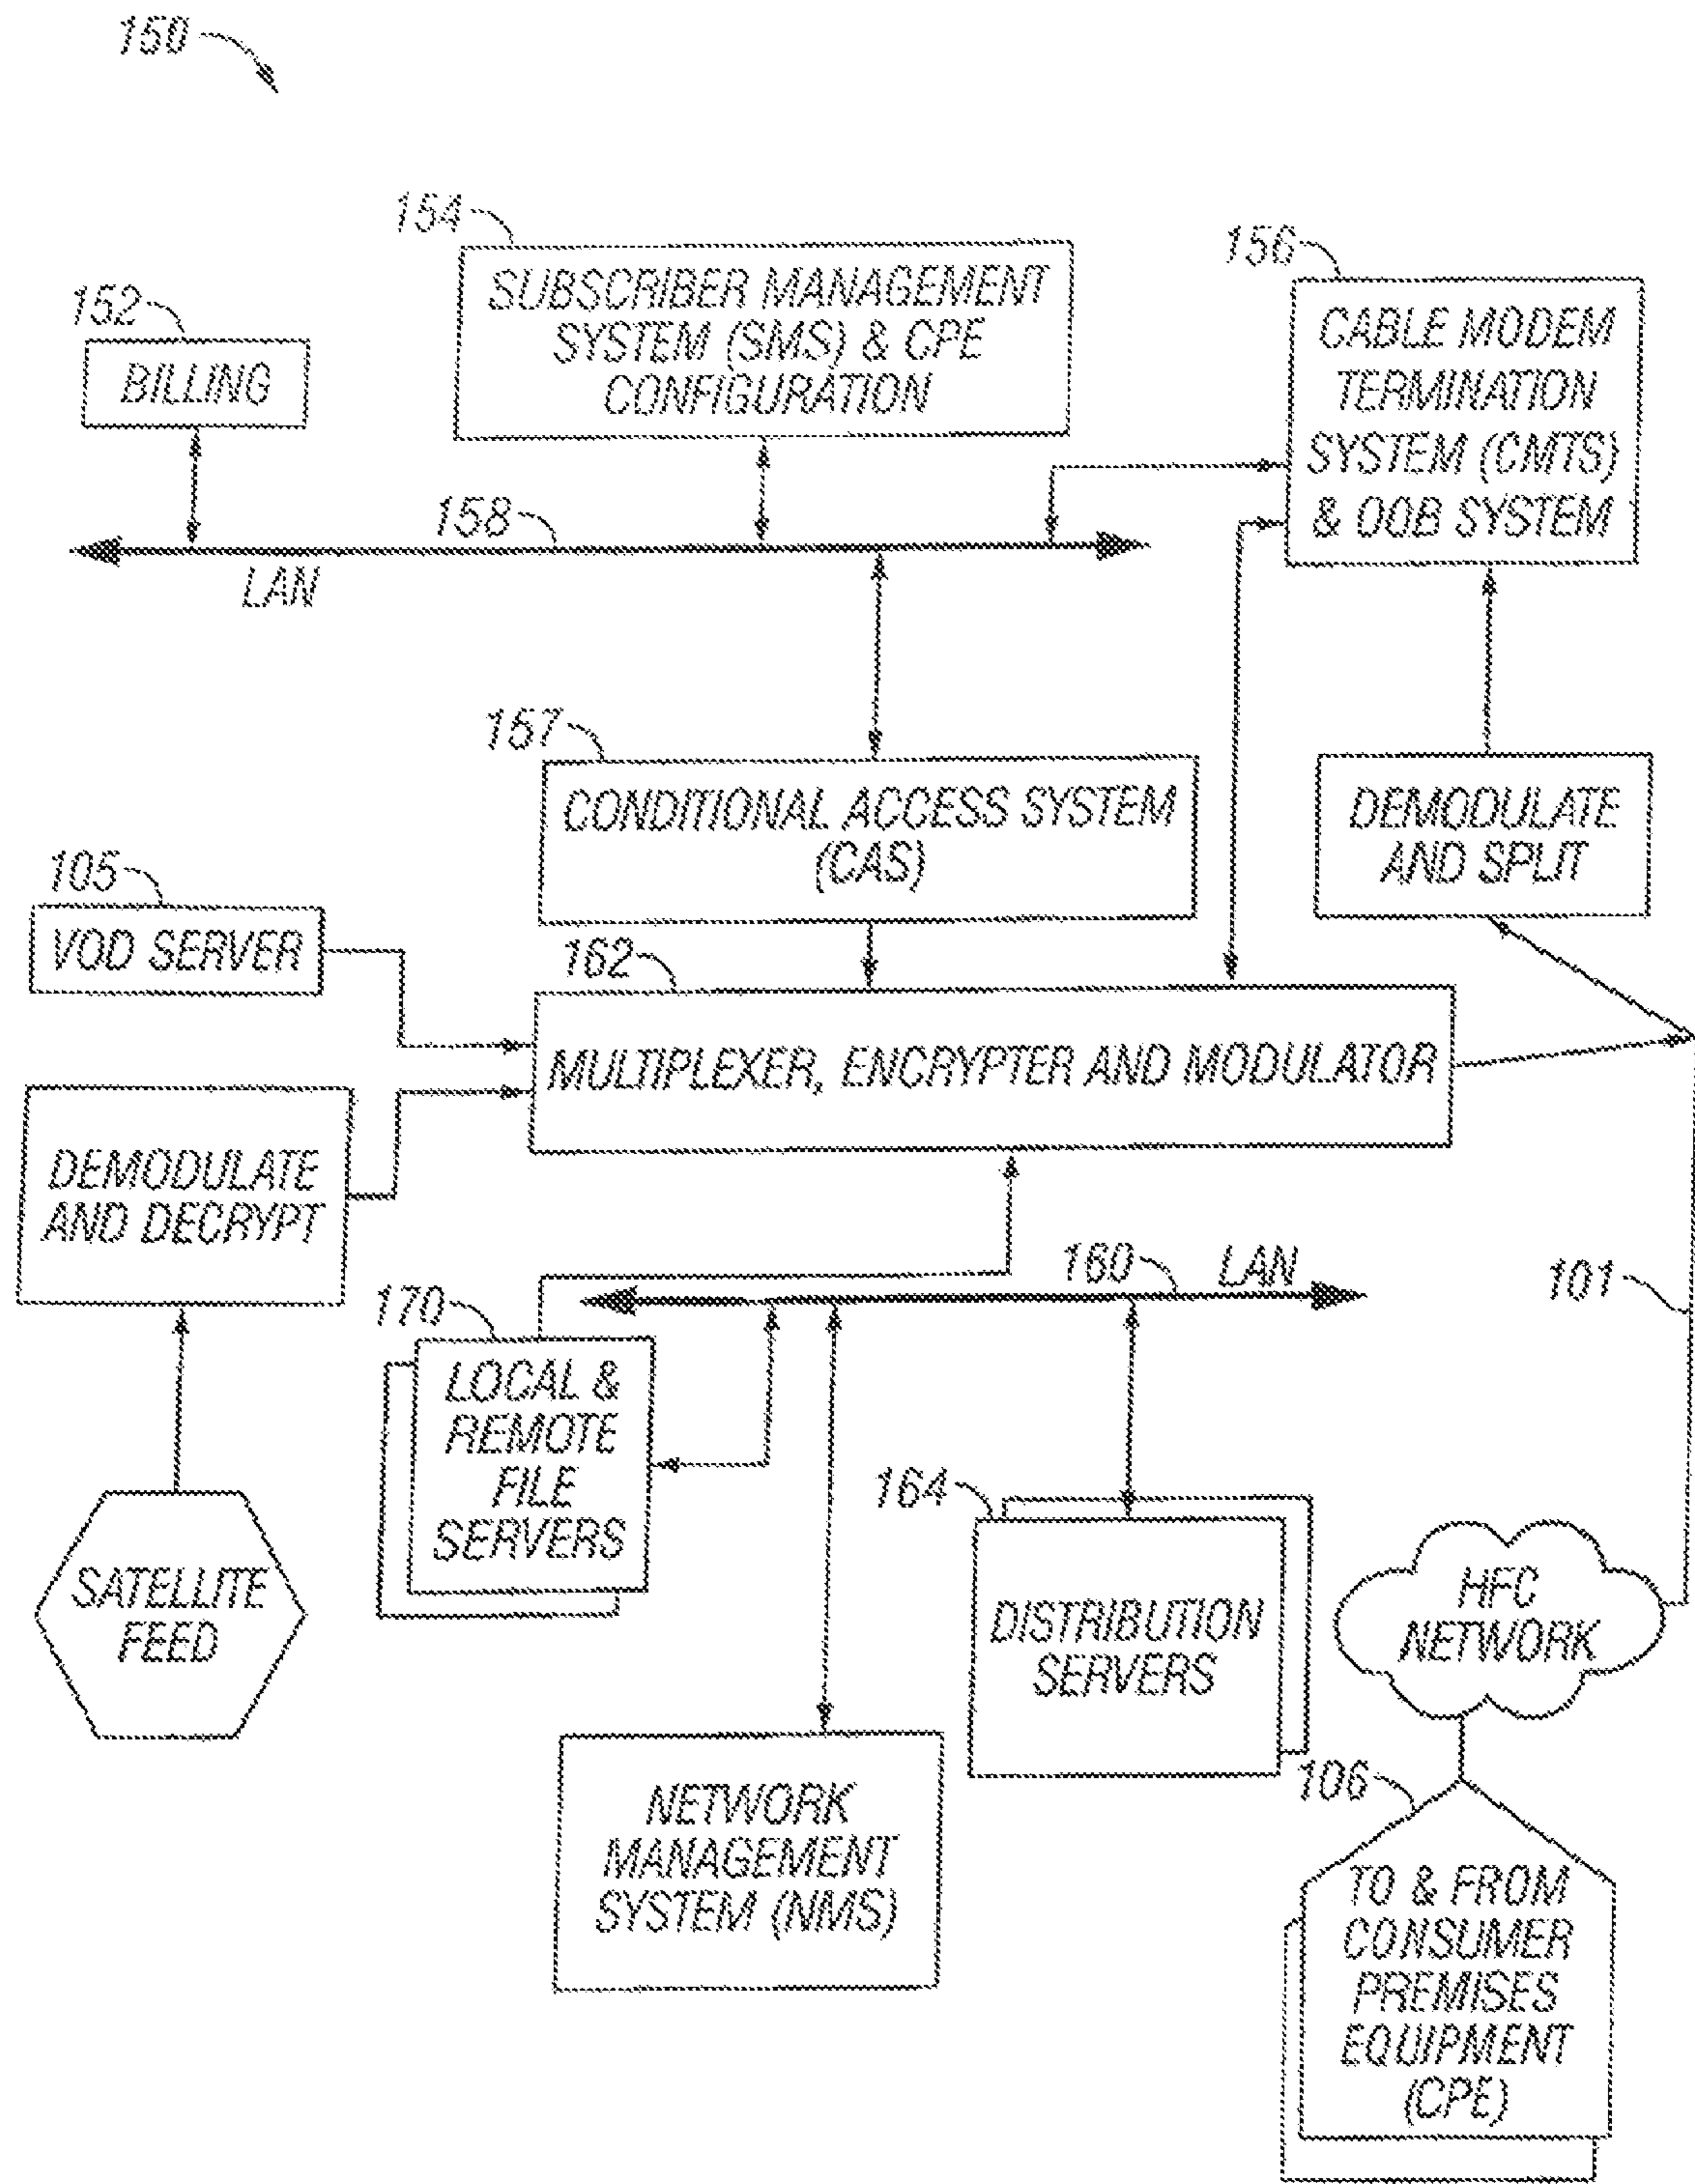 150
154
SUBSCRIBER MANAGEMENT
SYSTEM (SMS) & CPE
CONFIGURATION
156
CABLE MODEM
TERMINATION
SYSTEM (CMTS)
& OOB SYSTEM
152
BILLING
158
LAN
157
CONDITIONAL ACCESS SYSTEM
(CAS)
DEMODULATE
AND SPLIT
105
VOD SERVER
162
MULTIPLEXER, ENCRYPTER AND MODULATOR
DEMODULATE
AND DECRYPT
160
LAN
101
170
LOCAL &
REMOTE
FILE
SERVERS
SATELLITE
FEED
164
DISTRIBUTION
SERVERS
HFC
NETWORK
NETWORK
MANAGEMENT
SYSTEM (NMS)
106
TO & FROM
CONSUMER
PREMISES
EQUIPMENT
(CPE)